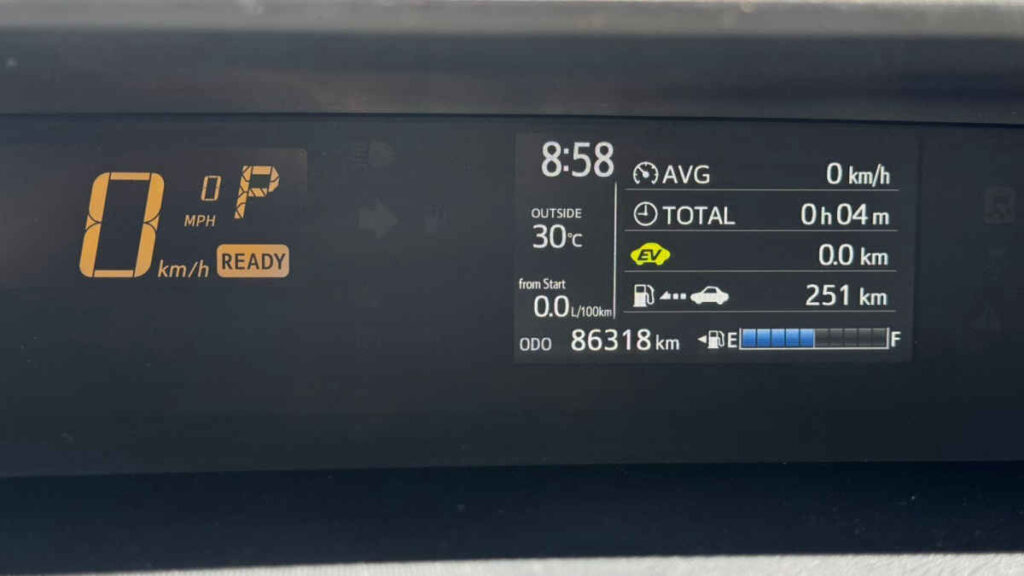 0 km/h
0 MPH
P
READY
8:58
OUTSIDE
30°C
from Start
0.0 L/100km
AVG 0 km/h
TOTAL 0h04m
EV 0.0 km
251 km
ODO 86318 km E F